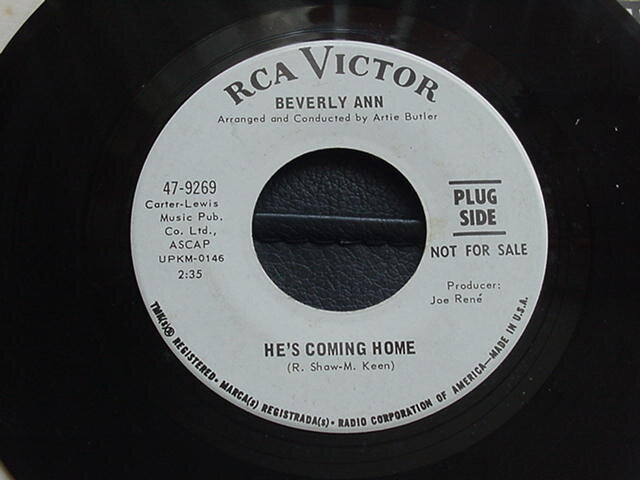 RCA VICTOR
BEVERLY ANN
Arranged and Conducted by Artie Butler
47-9269
Carter-Lewis
Music Pub.
Co. Ltd.,
ASCAP
UPKM-0146
2:35
PLUG
SIDE
NOT FOR SALE
Producer:
Joe René
HE'S COMING HOME
(R. Shaw-M. Keen)
TMK(s)® REGISTERED • MARCA(s) REGISTRADA(s) • RADIO CORPORATION OF AMERICA—MADE IN U.S.A.